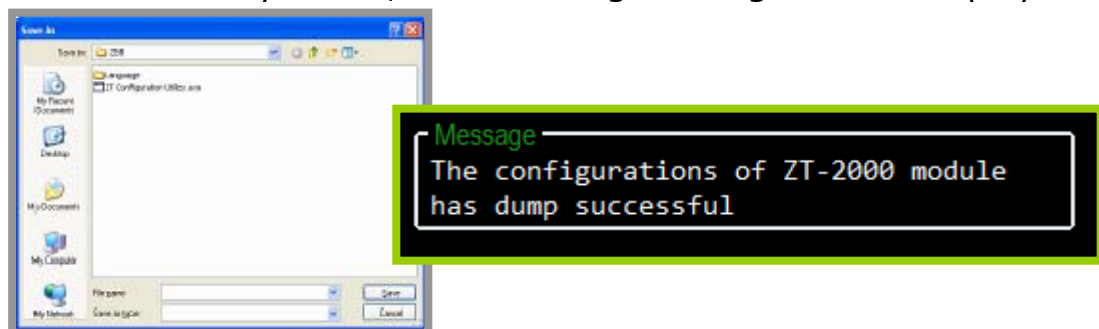 Save As
Save in:
Language
ZT Configuration Utility.exe
My Recent
Documents
Desktop
My Documents
My Computer
File name:
Save
My Network
Save as type:
Cancel
Message
The configurations of ZT-2000 module
has dump successful